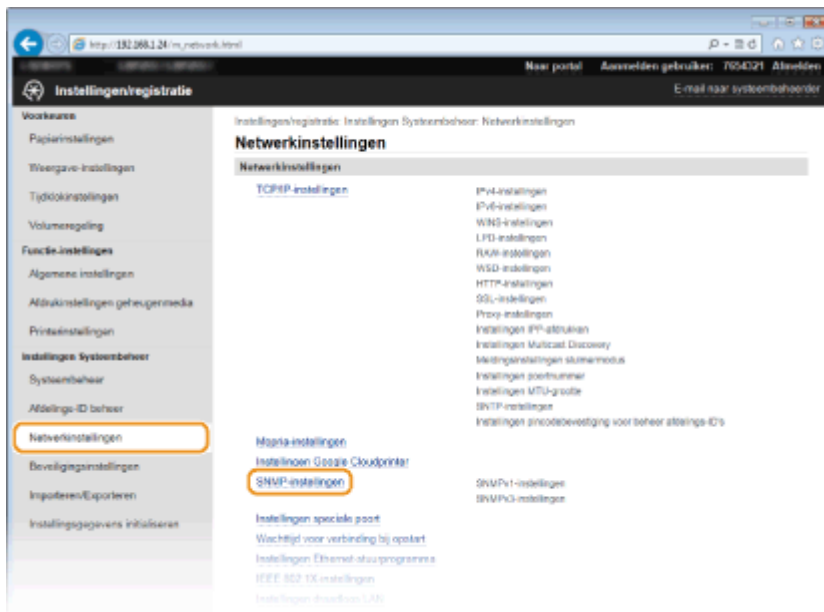 http://192.168.1.24/m_network.html
Naar portal Aanmelden gebruiker: 7654321 Afmelden
Instellingen/registratie
E-mail naar systeembeheerder
Voorkeuren
Papierinstellingen
Weergave-instellingen
Tijdklokinstellingen
Volumeregeling
Functie-instellingen
Algemene instellingen
Afdrukinstellingen geheugenmedia
Printerinstellingen
Instellingen Systeembeheer
Systeembeheer
Afdelings-ID beheer
Netwerkinstellingen
Beveiligingsinstellingen
Importeren/Exporteren
Instellingsgegevens initialiseren
Instellingen/registratie: Instellingen Systeembeheer: Netwerkinstellingen
Netwerkinstellingen
Netwerkinstellingen
TCP/IP-instellingen
IPv4-instellingen
IPv6-instellingen
WINS-instellingen
LPD-instellingen
RAW-instellingen
WSD-instellingen
HTTP-instellingen
SSL-instellingen
Proxy-instellingen
Instellingen IPP-afdrukken
Instellingen Multicast Discovery
Meldingsinstellingen sluimermodus
Instellingen poortnummer
Instellingen MTU-grootte
SNTP-instellingen
Instellingen pincodebevestiging voor beheer afdelings-ID's
Mopria-instellingen
Instellingen Google Cloudprinter
SNMP-instellingen
SNMPv1-instellingen
SNMPv3-instellingen
Instellingen speciale poort
Wachttijd voor verbinding bij opstart
Instellingen Ethernet-stuurprogramma
IEEE 802.1X-instellingen
Instellingen draadloos LAN